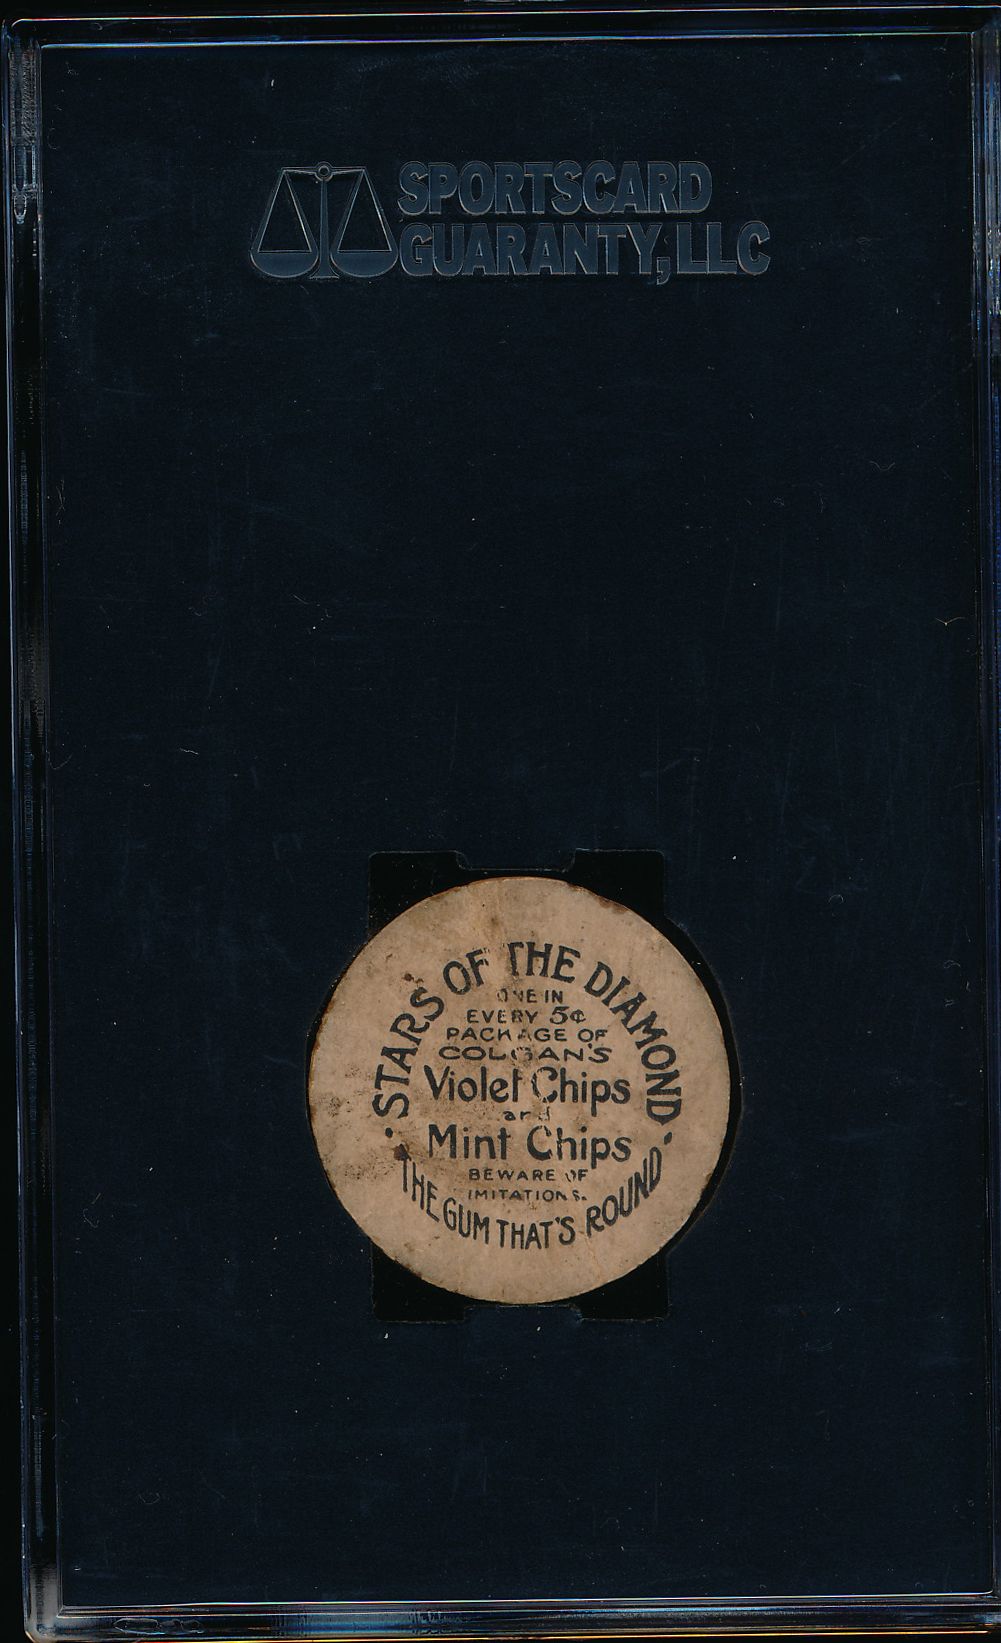 SPORTSCARD
GUARANTY, LLC
STARS OF THE DIAMOND
ONE IN
EVERY 5¢
PACKAGE OF
COLGAN'S
Violet Chips
and
Mint Chips
BEWARE OF
IMITATIONS.
THE GUM THAT'S ROUND